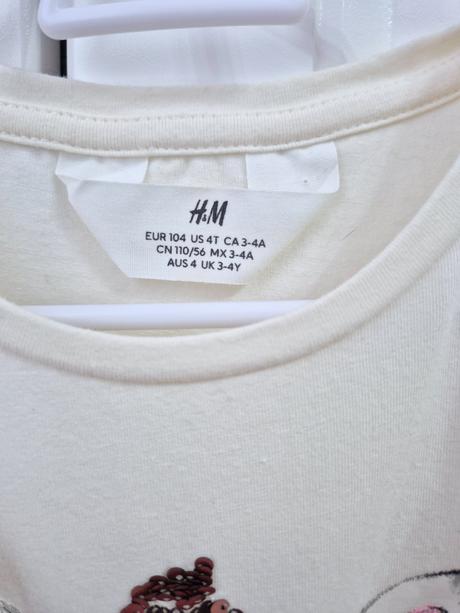 H&M
EUR 104 US 4T CA 3-4A
CN 110/56 MX 3-4A
AUS 4 UK 3-4Y